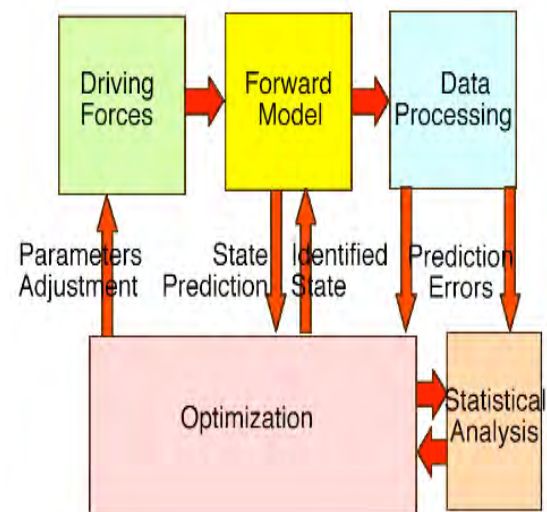 Driving
Forces
Forward
Model
Data
Processing
Parameters
Adjustment
State
Prediction
Identified
State
Prediction
Errors
Optimization
Statistical
Analysis